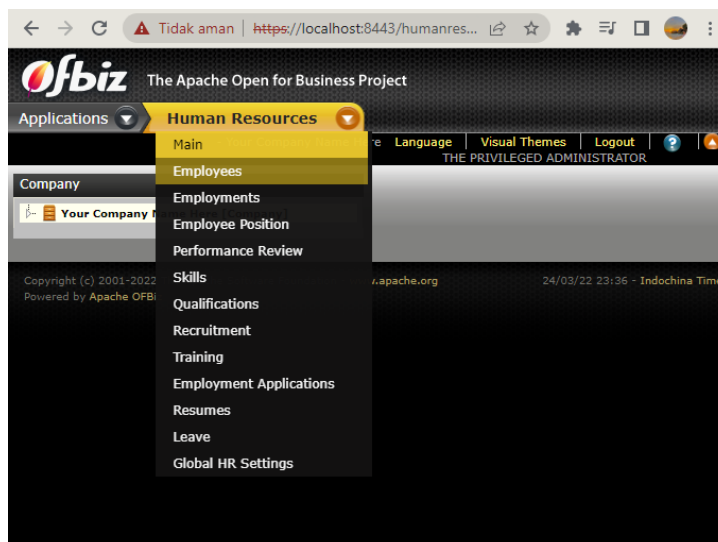 Tidak aman | https://localhost:8443/humanres...
Ofbiz The Apache Open for Business Project
Applications Human Resources
Main
Language Visual Themes Logout ?
THE PRIVILEGED ADMINISTRATOR
Employees
Company
Employments
Your Company
Employee Position
Performance Review
Skills
Copyright (c) 2001-2022 .apache.org 24/03/22 23:36 - Indochina Time
Powered by Apache OFBi
Qualifications
Recruitment
Training
Employment Applications
Resumes
Leave
Global HR Settings